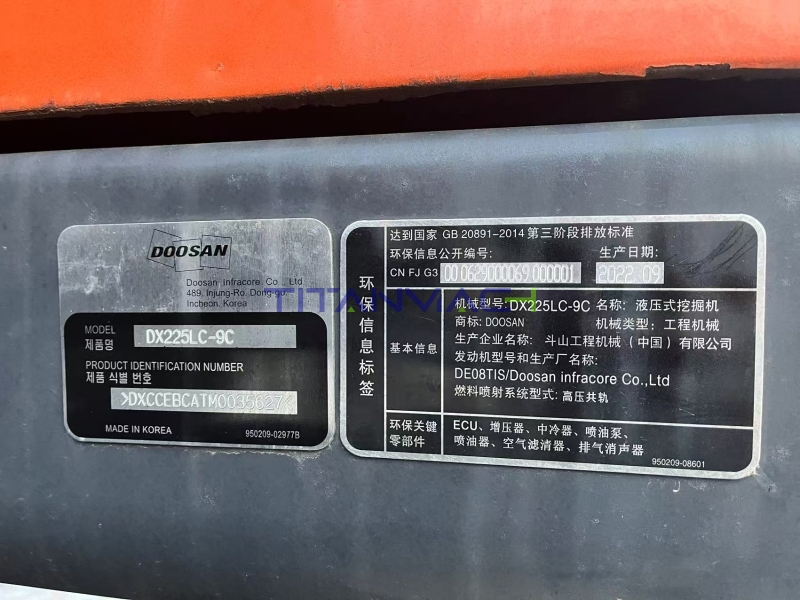 DOOSAN
Doosan Infracore Co., Ltd
489, Injung-Ro, Dong-gu
Incheon, Korea
MODEL
제품명
DX225LC-9C
PRODUCT IDENTIFICATION NUMBER
제품 식별 번호
>DXCCEBCATM0035627<
MADE IN KOREA
950209-02977B
环保信息标签
达到国家 GB 20891-2014 第三阶段排放标准
环保信息公开编号:
生产日期:
CN FJ G3 00 0629000069 000001
2022.09
基本信息
机械型号: DX225LC-9C 名称: 液压式挖掘机
商标: DOOSAN 机械类型: 工程机械
生产企业名称: 斗山工程机械（中国）有限公司
发动机型号和生产厂名称:
DE08TIS/Doosan infracore Co.,Ltd
燃料喷射系统型式: 高压共轨
环保关键
零部件
ECU、增压器、中冷器、喷油泵、
喷油器、空气滤清器、排气消声器
950209-08601
TITANMACH